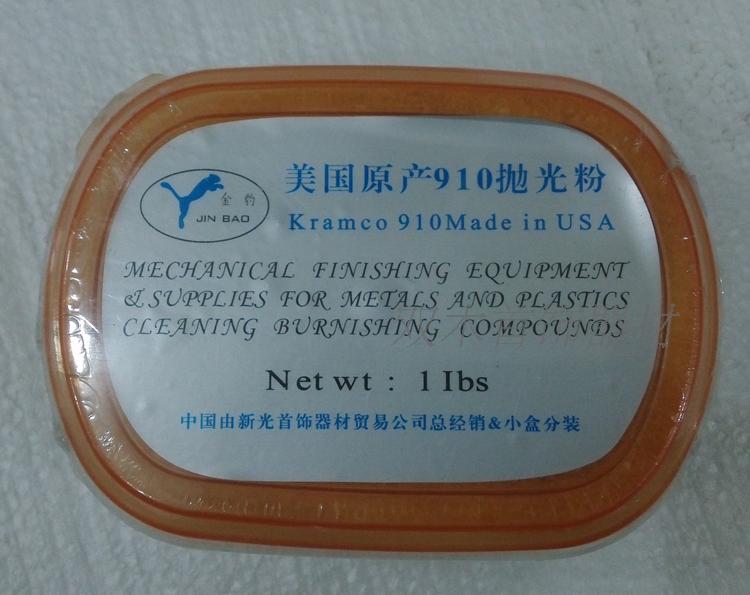 美国原产910抛光粉
金豹
JIN BAO
Kramco 910Made in USA
MECHANICAL FINISHING EQUIPMENT
& SUPPLIES FOR METALS AND PLASTICS
CLEANING BURNISHING COMPOUNDS
Net wt : 1 Ibs
中国由新光首饰器材贸易公司总经销&小盒分装